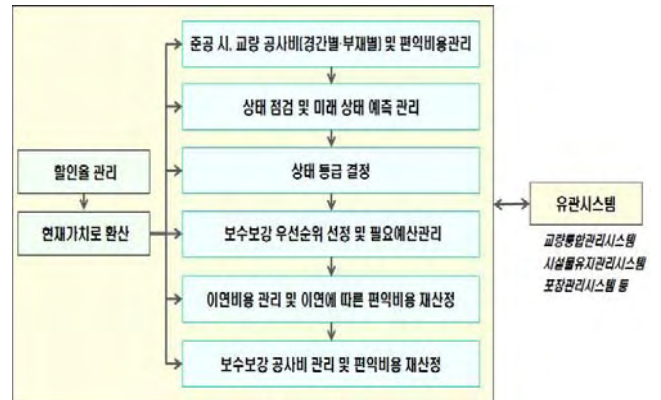 준공 시. 교량 공사비(경간별·부재별) 및 편익비용관리
상태 점검 및 미래 상태 예측 관리
상태 등급 결정
보수보강 우선순위 선정 및 필요예산관리
이연비용 관리 및 이연에 따른 편익비용 재산정
보수보강 공사비 관리 및 편익비용 재산정
할인율 관리
현재가치로 환산
유관시스템
교량통합관리시스템
시설물유지관리시스템
포장관리시스템 등